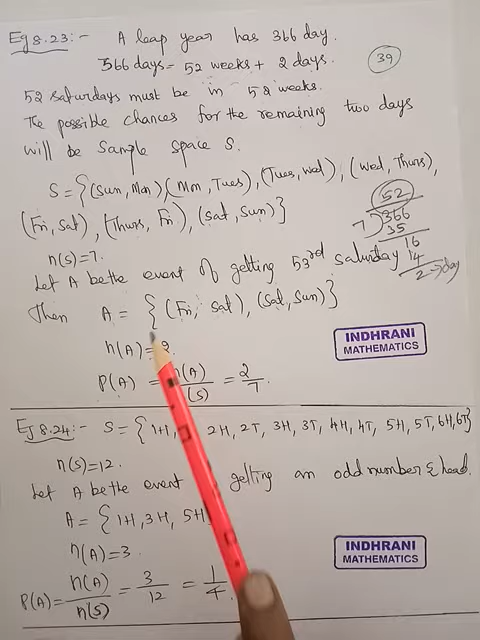 Eg 8.23:- A leap year has 366 day.
366 days = 52 weeks + 2 days.
39
52 saturdays must be in 52 weeks.
The possible chances for the remaining two days
will be Sample space S.
S = {(Sun, Mon) (Mon, Tues), (Tues, Wed), (Wed, Thurs),
(Fri, Sat), (Thurs, Fri), (Sat, Sun)}
52
7 366
35
16
14
2 → day
n(S) = 7.
Let A be the event of getting 53rd saturday
Then A = {(Fri, Sat), (Sat, Sun)}
n(A) = 2
P(A) = n(A)/(S) = 2/7.
INDHRANI
MATHEMATICS
Eg 8.24:- S = {1H, 2H, 2T, 3H, 3T, 4H, 4T, 5H, 5T, 6H, 6T}
n(S) = 12.
Let A be the event getting an odd number & head.
A = {1H, 3H, 5H
n(A) = 3.
P(A) = n(A)/n(S) = 3/12 = 1/4.
INDHRANI
MATHEMATICS